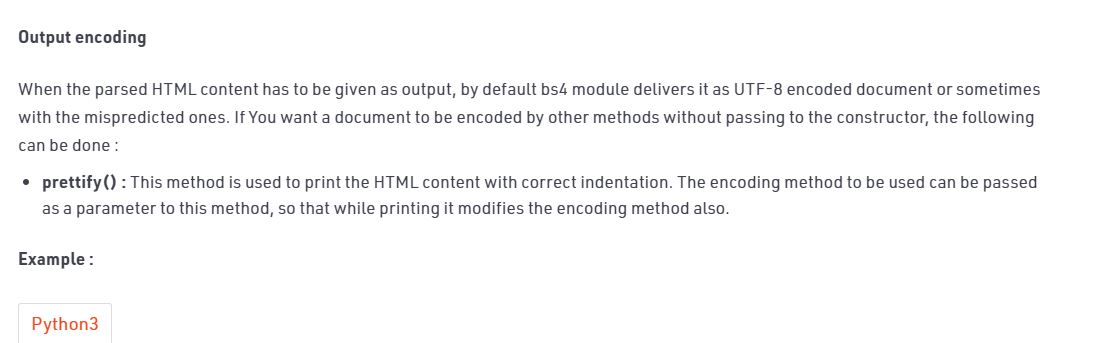 Output encoding
When the parsed HTML content has to be given as output, by default bs4 module delivers it as UTF-8 encoded document or sometimes
with the mispredicted ones. If You want a document to be encoded by other methods without passing to the constructor, the following
can be done :
• prettify() : This method is used to print the HTML content with correct indentation. The encoding method to be used can be passed
as a parameter to this method, so that while printing it modifies the encoding method also.
Example :
Python3